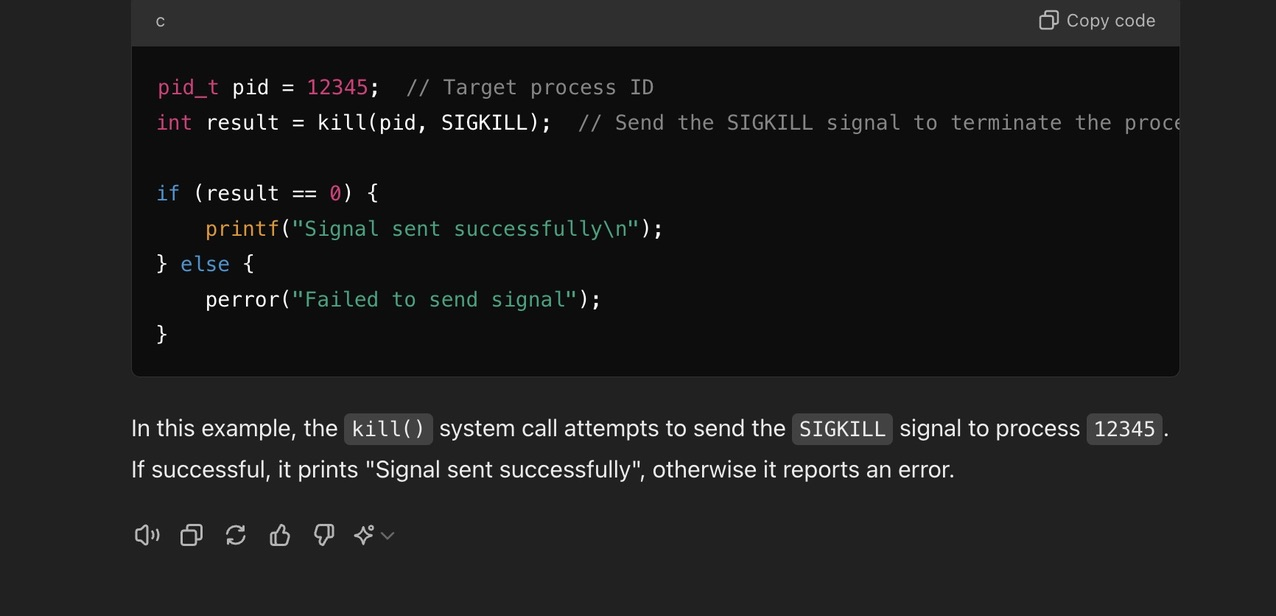 c
Copy code
pid_t pid = 12345;  // Target process ID
int result = kill(pid, SIGKILL);  // Send the SIGKILL signal to terminate the proce

if (result == 0) {
    printf("Signal sent successfully\n");
} else {
    perror("Failed to send signal");
}

In this example, the kill() system call attempts to send the SIGKILL signal to process 12345.
If successful, it prints "Signal sent successfully", otherwise it reports an error.